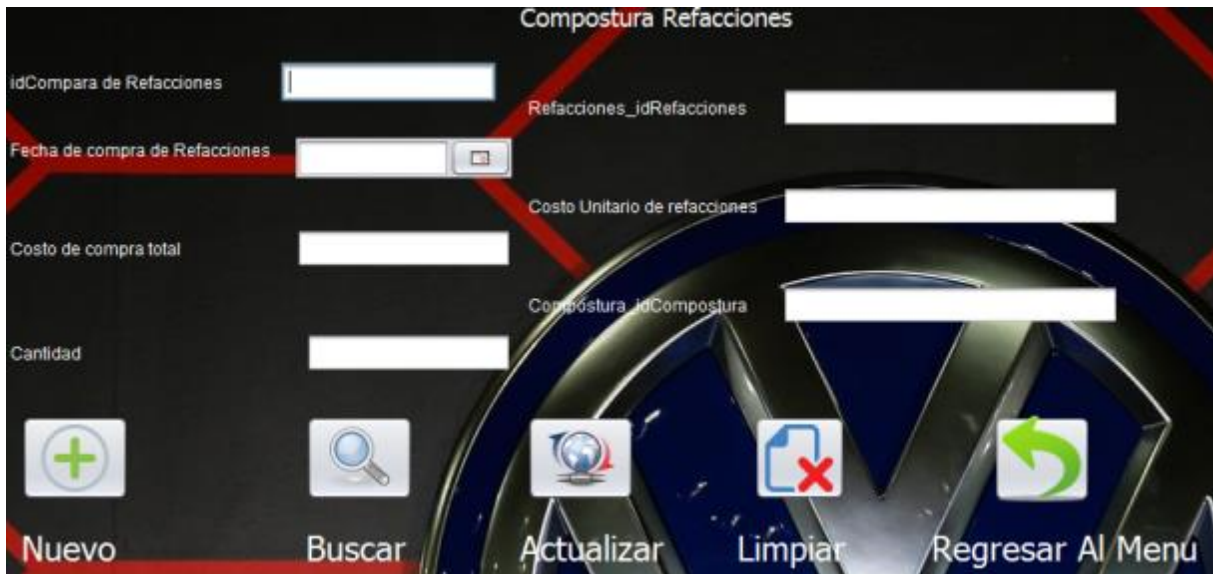 Compostura Refacciones
idCompara de Refacciones
Refacciones_idRefacciones
Fecha de compra de Refacciones
Costo Unitario de refacciones
Costo de compra total
Compostura_idCompostura
Cantidad
Nuevo
Buscar
Actualizar
Limpiar
Regresar Al Menu